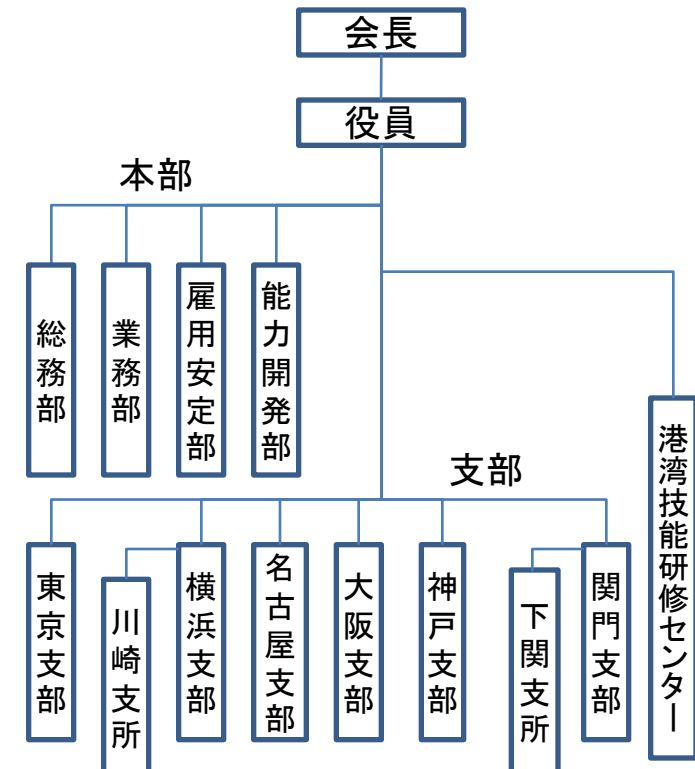 会長
役員
本部
総務部
業務部
雇用安定部
能力開発部
港湾技能研修センター
支部
東京支部
川崎支所
横浜支部
名古屋支部
大阪支部
神戸支部
下関支所
関門支部